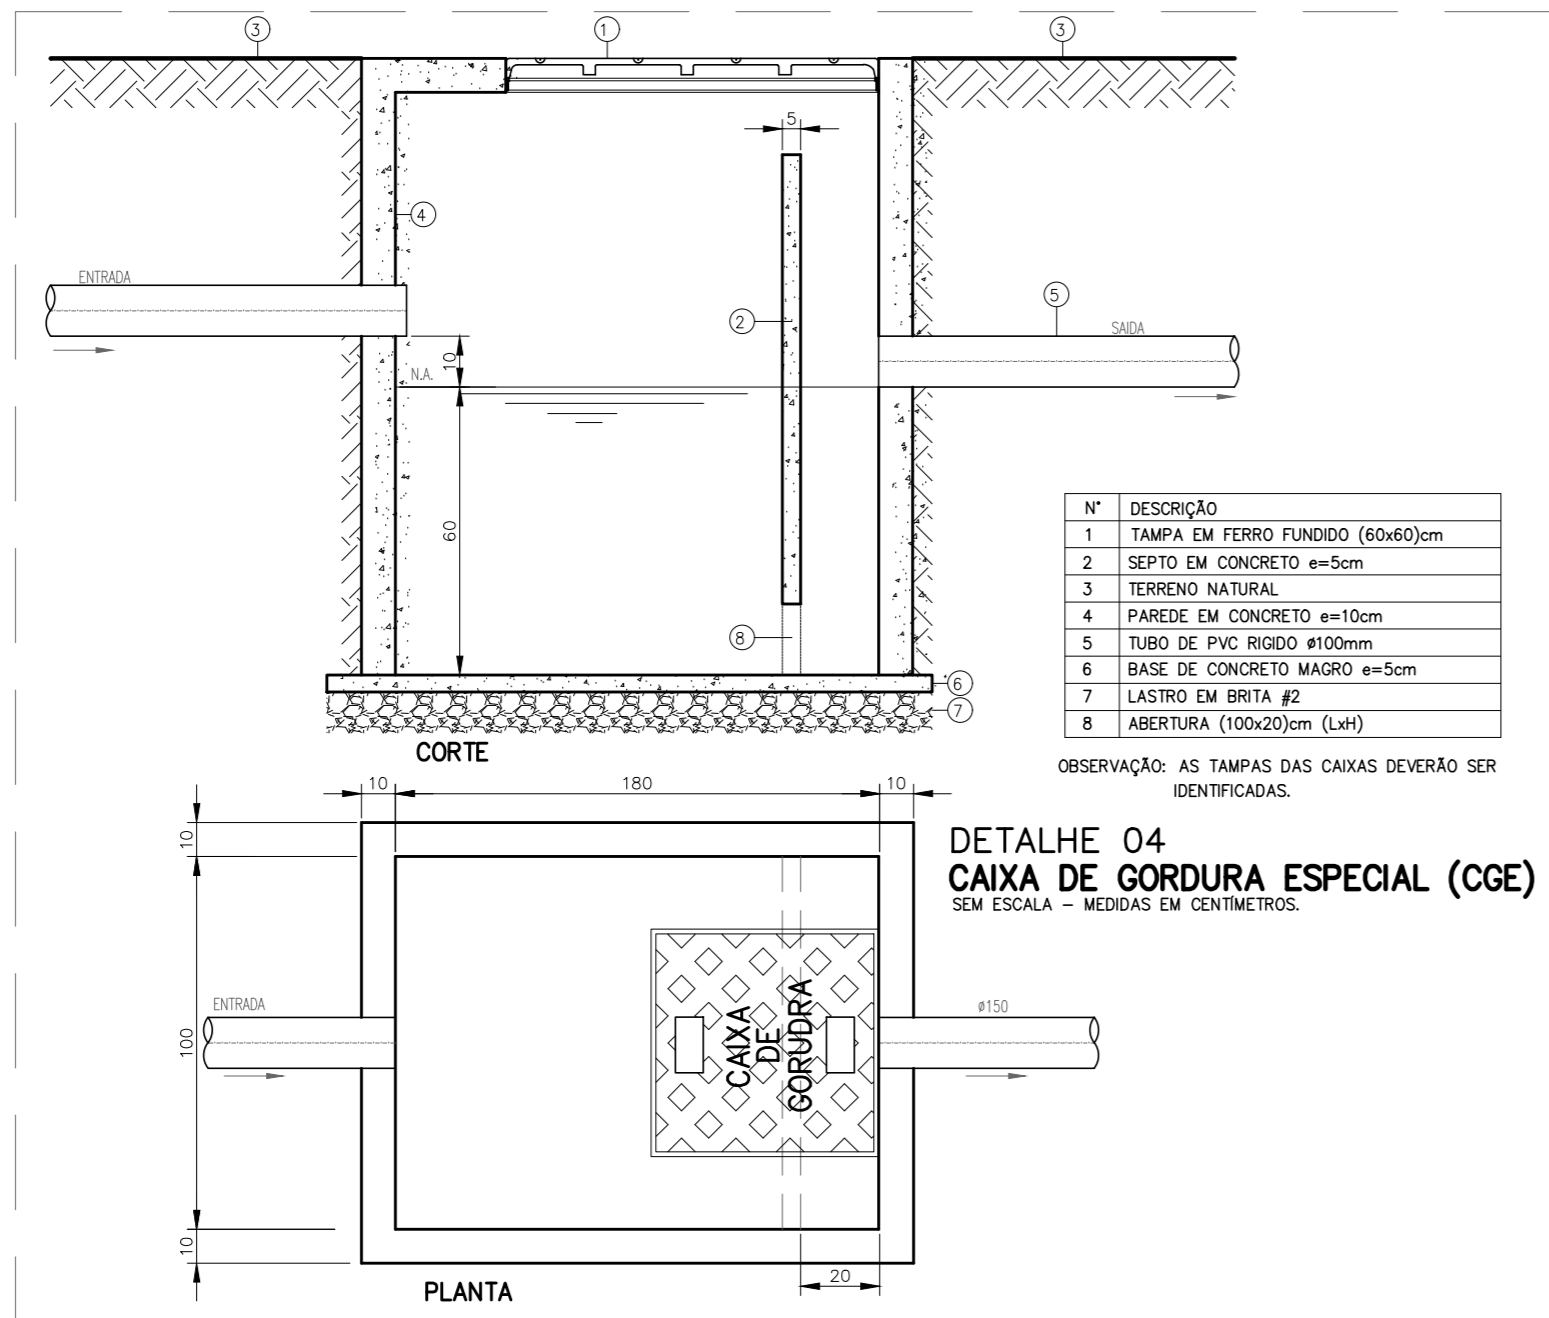 3
1
3
5
4
ENTRADA
5
2
SAIDA
10
N.A.
60
8
6
7
CORTE
N° DESCRIÇÃO
1 TAMPA EM FERRO FUNDIDO (60x60)cm
2 SEPTO EM CONCRETO e=5cm
3 TERRENO NATURAL
4 PAREDE EM CONCRETO e=10cm
5 TUBO DE PVC RIGIDO ø100mm
6 BASE DE CONCRETO MAGRO e=5cm
7 LASTRO EM BRITA #2
8 ABERTURA (100x20)cm (LxH)
OBSERVAÇÃO: AS TAMPAS DAS CAIXAS DEVERÃO SER
IDENTIFICADAS.
DETALHE 04
CAIXA DE GORDURA ESPECIAL (CGE)
SEM ESCALA – MEDIDAS EM CENTÍMETROS.
10
180
10
10
100
10
ENTRADA
CAIXA
DE
GORUDRA
ø150
20
PLANTA